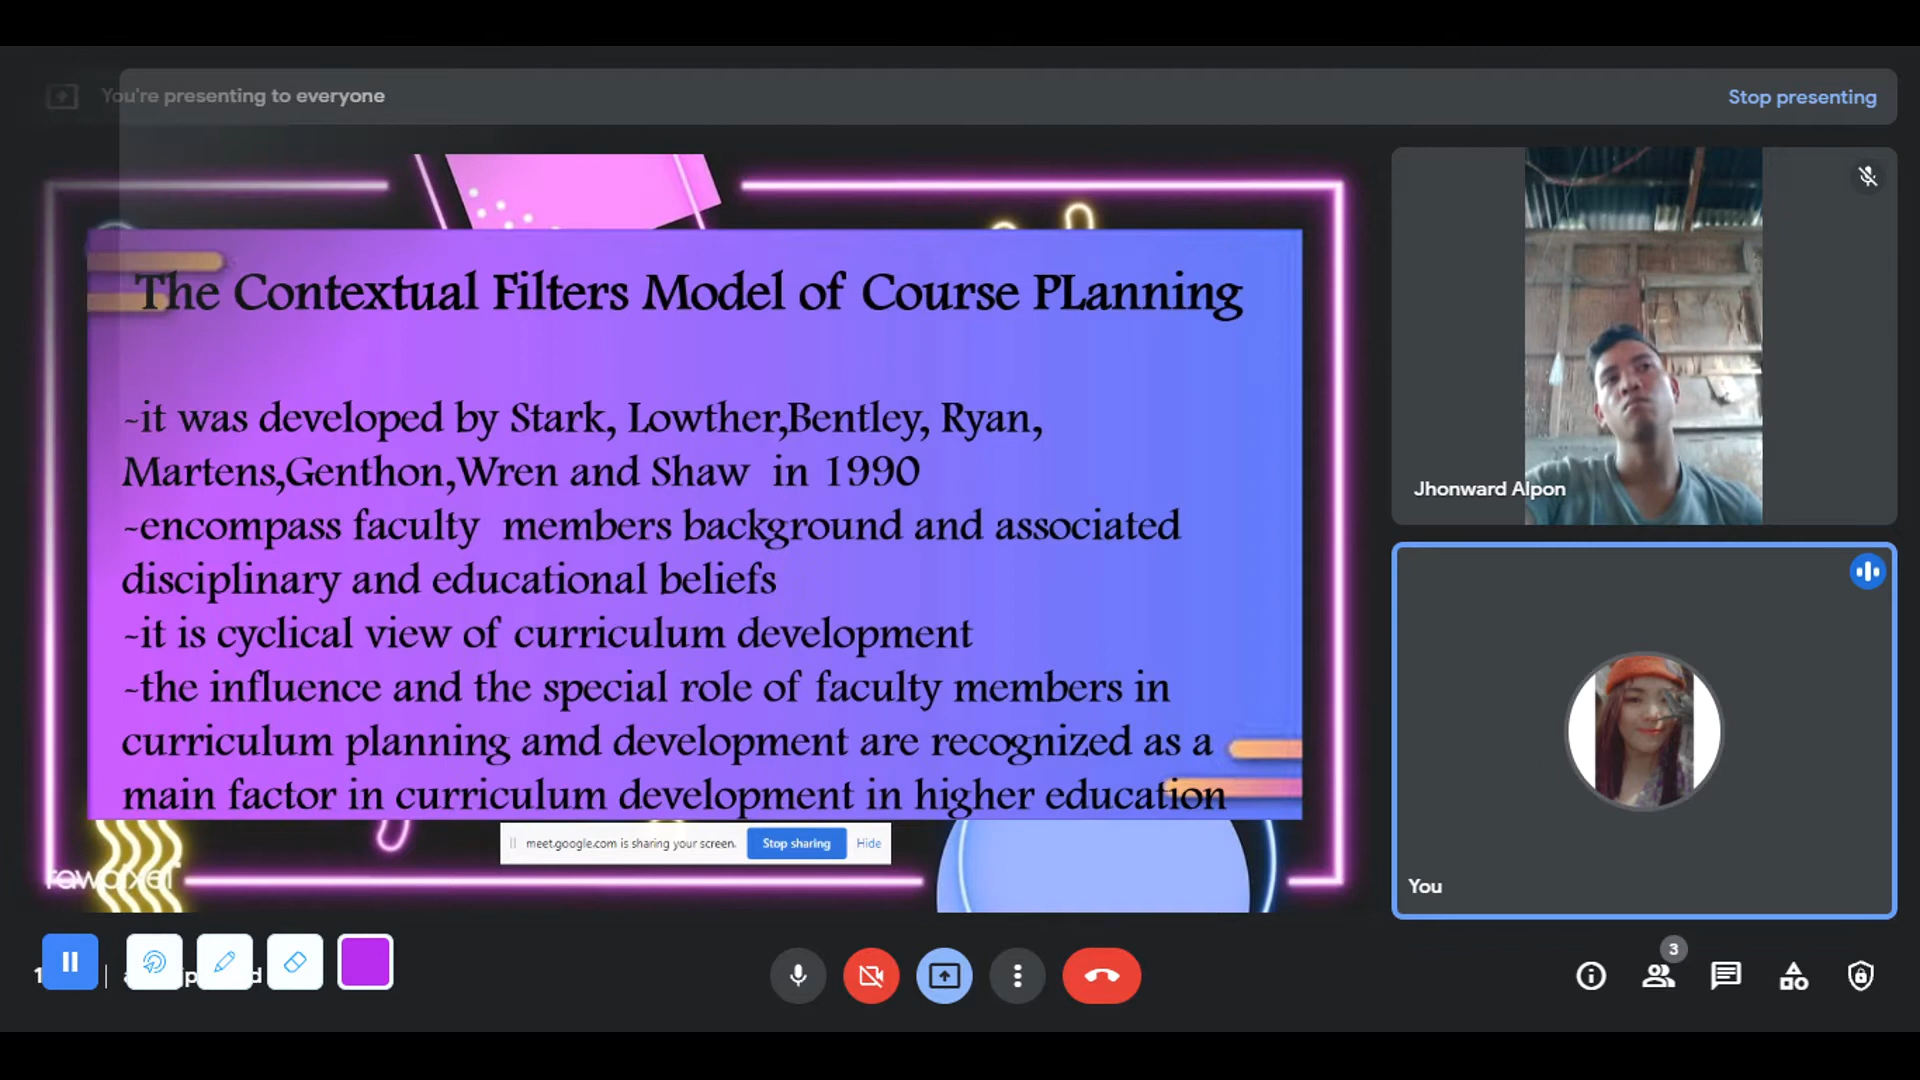 You're presenting to everyone
Stop presenting
The Contextual Filters Model of Course PLanning
~it was developed by Stark, Lowther,Bentley, Ryan,
Martens,Genthon,Wren and Shaw in 1990
~encompass faculty members background and associated
disciplinary and educational beliefs
~it is cyclical view of curriculum development
~the influence and the special role of faculty members in
curriculum planning amd development are recognized as a
main factor in curriculum development in higher education
meet.google.com is sharing your screen.
Stop sharing
Hide
rawpixel
Jhonward Alpon
You
3